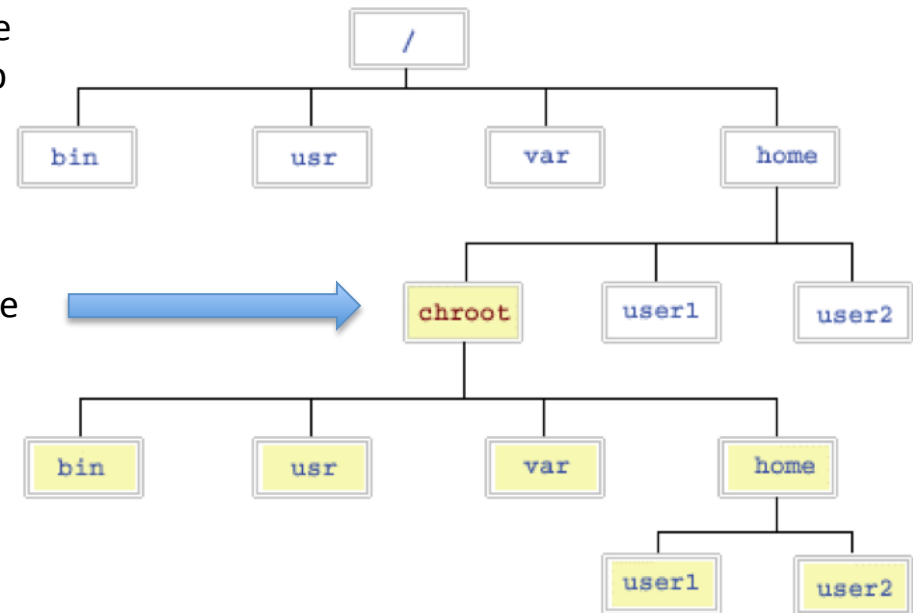 e
/
o
bin usr var home
e chroot user1 user2
bin usr var home
user1 user2